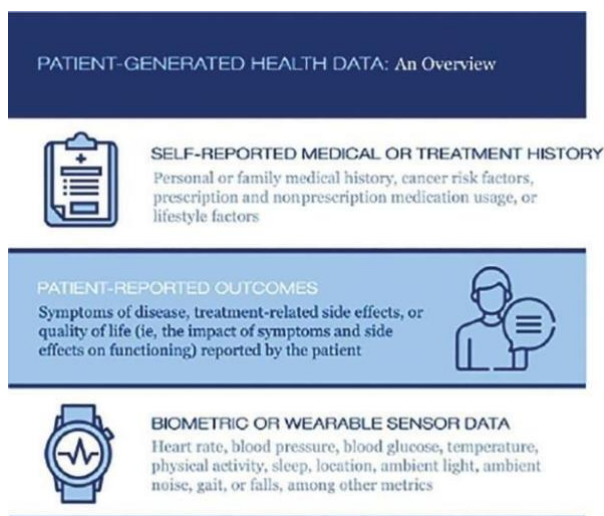 PATIENT-GENERATED HEALTH DATA: An Overview
SELF-REPORTED MEDICAL OR TREATMENT HISTORY
Personal or family medical history, cancer risk factors,
prescription and nonprescription medication usage, or
lifestyle factors
PATIENT-REPORTED OUTCOMES
Symptoms of disease, treatment-related side effects, or
quality of life (ie, the impact of symptoms and side
effects on functioning) reported by the patient
BIOMETRIC OR WEARABLE SENSOR DATA
Heart rate, blood pressure, blood glucose, temperature,
physical activity, sleep, location, ambient light, ambient
noise, gait, or falls, among other metrics